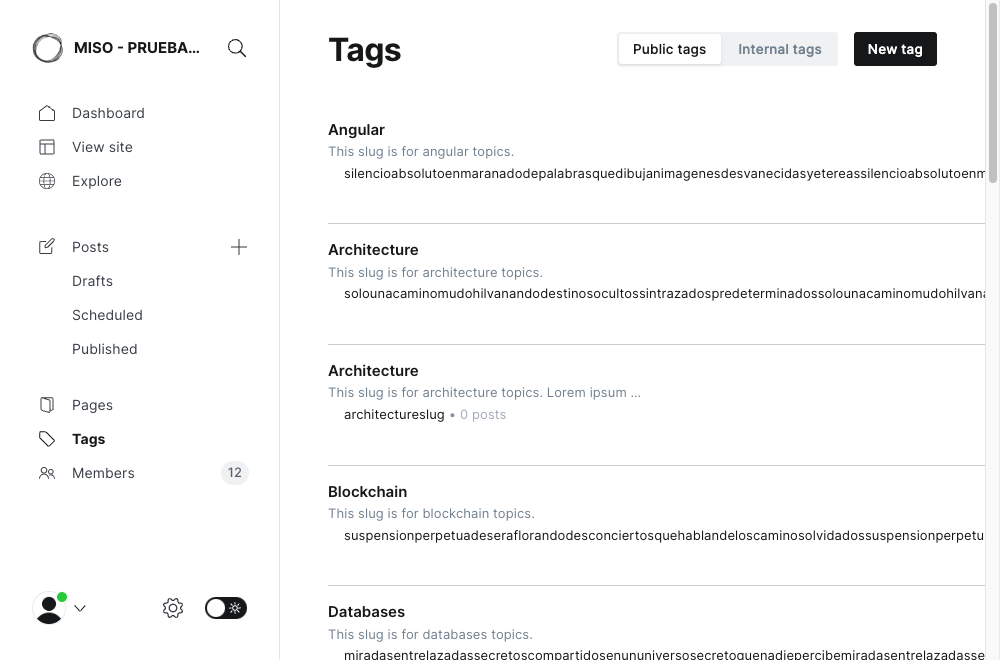 MISO - PRUEBA...
Dashboard
View site
Explore
Posts
Drafts
Scheduled
Published
Pages
Tags
Members
12
Tags
Public tags
Internal tags
New tag
Angular
This slug is for angular topics.
silencioabsolutoenmaranadodepalabrasquedibujanimagenesdesvanecidasyetereassilencioabsolutoenm
Architecture
This slug is for architecture topics.
solounacaminomudohilvanandodestinosocultossintrazadospredeterminadossolounacaminomudohilvana
Architecture
This slug is for architecture topics. Lorem ipsum ...
architectureslug • 0 posts
Blockchain
This slug is for blockchain topics.
suspensionperpetuadeseraflorandodesconciertosquehablandeloscaminosolvidadossuspensionperpetu
Databases
This slug is for databases topics.
miradasentrelazadassecretoscompartidosenununiversosecretoquenadiepercibemiradasentrelazadasse